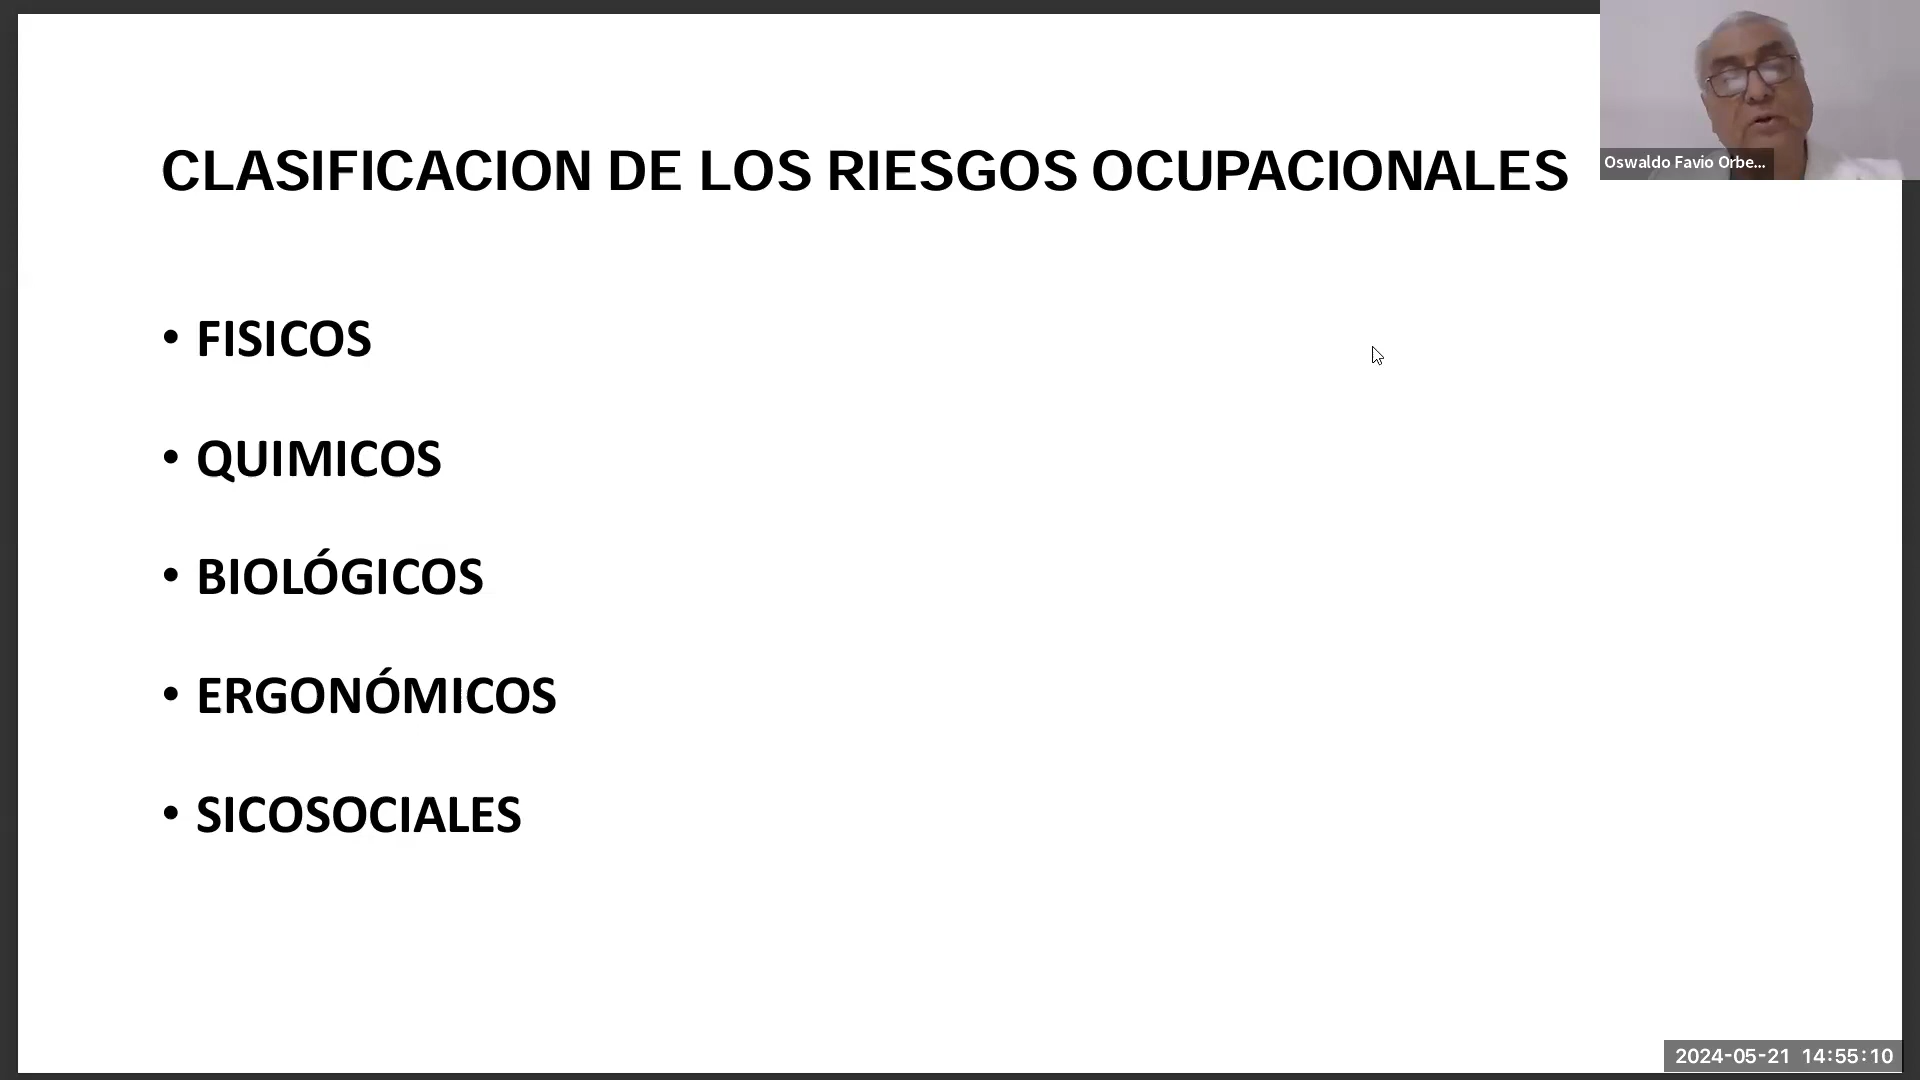 CLASIFICACION DE LOS RIESGOS OCUPACIONALES
Oswaldo Favio Orbe...
• FISICOS
• QUIMICOS
• BIOLÓGICOS
• ERGONÓMICOS
• SICOSOCIALES
2024-05-21 14:55:10